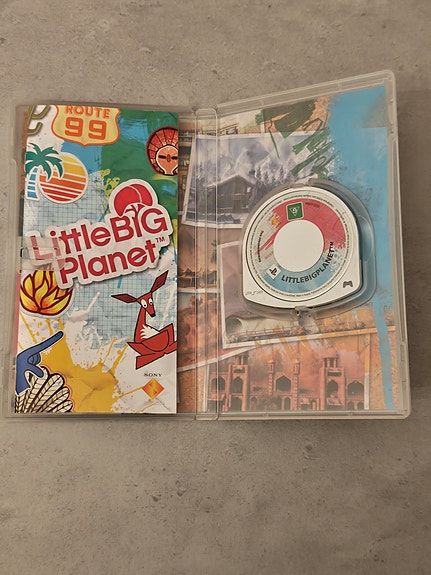 ROUTE
99
LittleBIG
Planet™
SONY
LITTLEBIGPLANET™